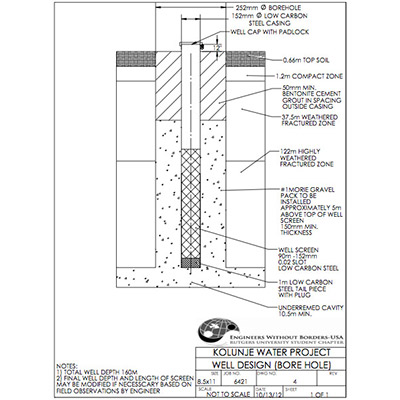 252mm Ø BOREHOLE
152mm Ø LOW CARBON
STEEL CASING
WELL CAP WITH PADLOCK
12"
0.66m TOP SOIL
1.2m COMPACT ZONE
50mm MIN.
BENTONITE CEMENT
GROUT IN SPACING
OUTSIDE CASING
37.5m WEATHERED
FRACTURED ZONE
122m HIGHLY
WEATHERED
FRACTURED ZONE
#1MORIE GRAVEL
PACK TO BE
INSTALLED
APPROXIMATELY 5m
ABOVE TOP OF WELL
SCREEN
150mm MIN.
THICKNESS
WELL SCREEN
90m -152mm
0.02 SLOT
LOW CARBON STEEL
1m LOW CARBON
STEEL TAIL PIECE
WITH PLUG
UNDERREMED CAVITY
10.5m MIN.
ENGINEERS WITHOUT BORDERS-USA
RUTGERS UNIVERSITY STUDENT CHAPTER
KOLUNJE WATER PROJECT
WELL DESIGN (BORE HOLE)
NOTES:
1) TOTAL WELL DEPTH 160M
2) FINAL WELL DEPTH AND LENGTH OF SCREEN
MAY BE MODIFIED IF NECESSCARY BASED ON
FIELD OBSERVATIONS BY ENGINEER
SIZE JOB NO. DWG NO. REV.
8.5x11 6421 4
SCALE DATE SHEET
NOT TO SCALE 10/13/12 1 OF 1